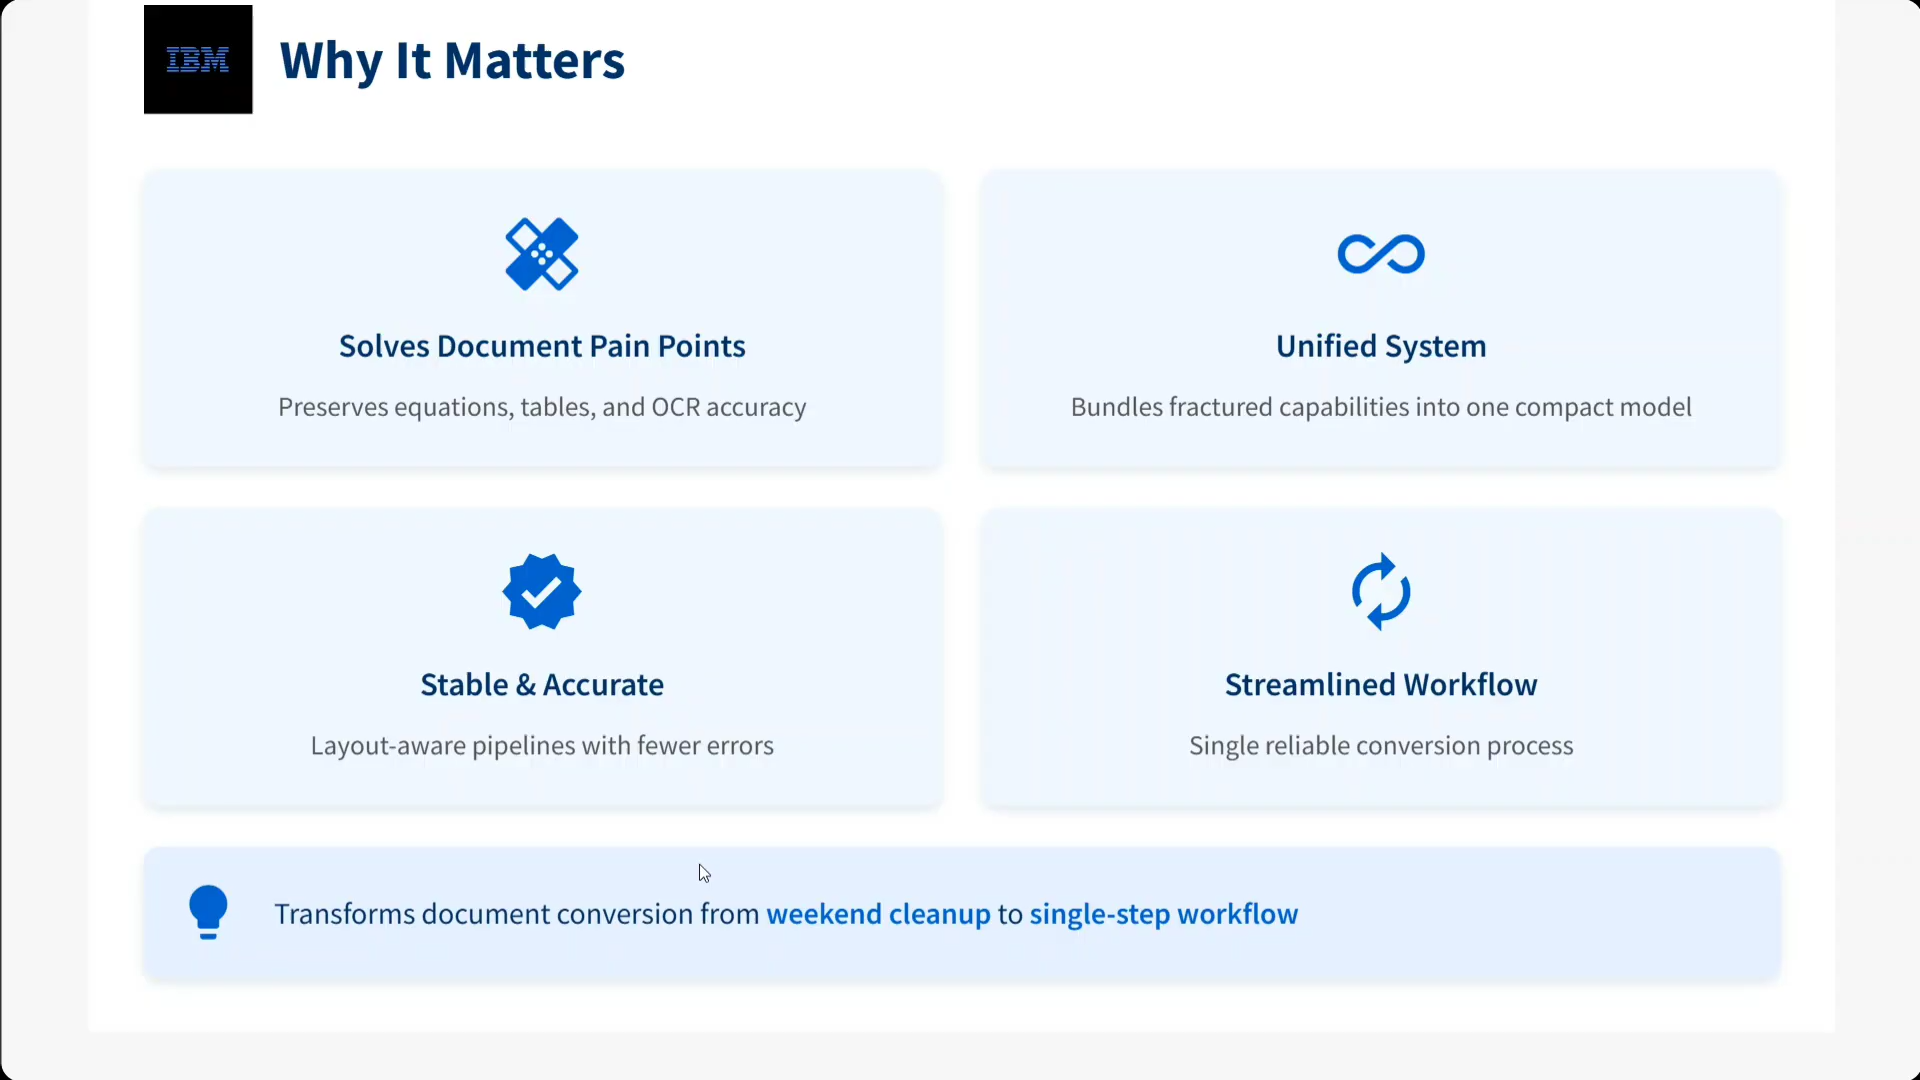 IBM
Why It Matters
Solves Document Pain Points
Preserves equations, tables, and OCR accuracy
Unified System
Bundles fractured capabilities into one compact model
Stable & Accurate
Layout-aware pipelines with fewer errors
Streamlined Workflow
Single reliable conversion process
Transforms document conversion from weekend cleanup to single-step workflow